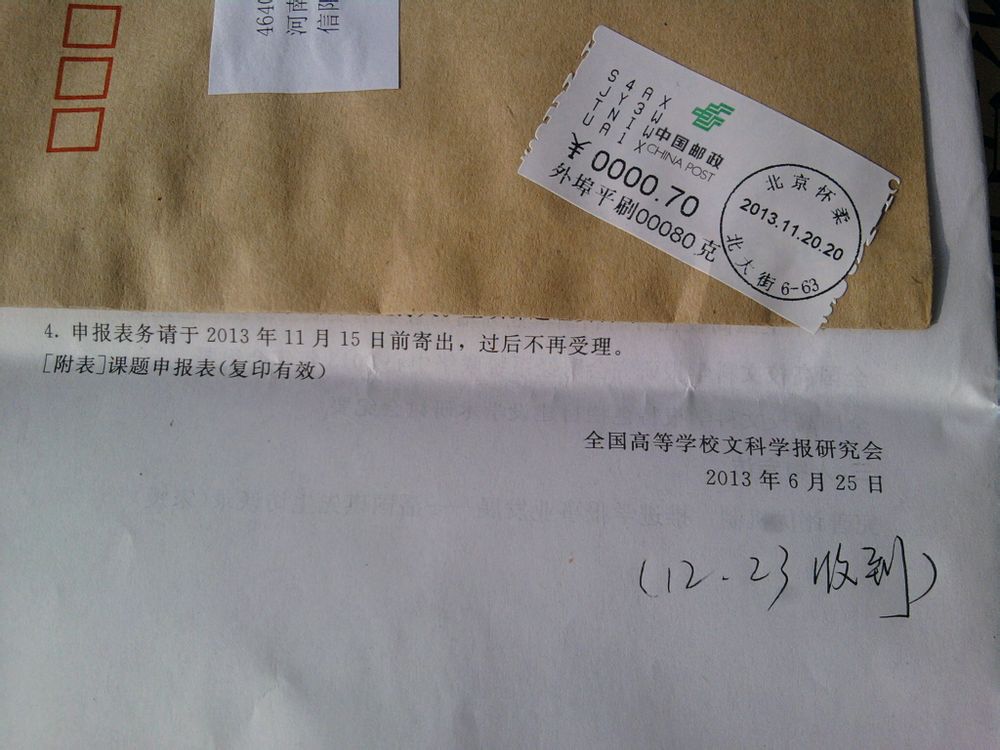 4640
河南
信阳
S4AX
JY3W
TNIW
UA1X
中国邮政
CHINA POST
¥0000.70
外埠平刷00080克
北京怀柔
2013.11.20.20
北大街6-63
4. 申报表务请于 2013 年 11 月 15 日前寄出，过后不再受理。
[附表]课题申报表(复印有效)
全国高等学校文科学报研究会
2013 年 6 月 25 日
(12.23 收到)